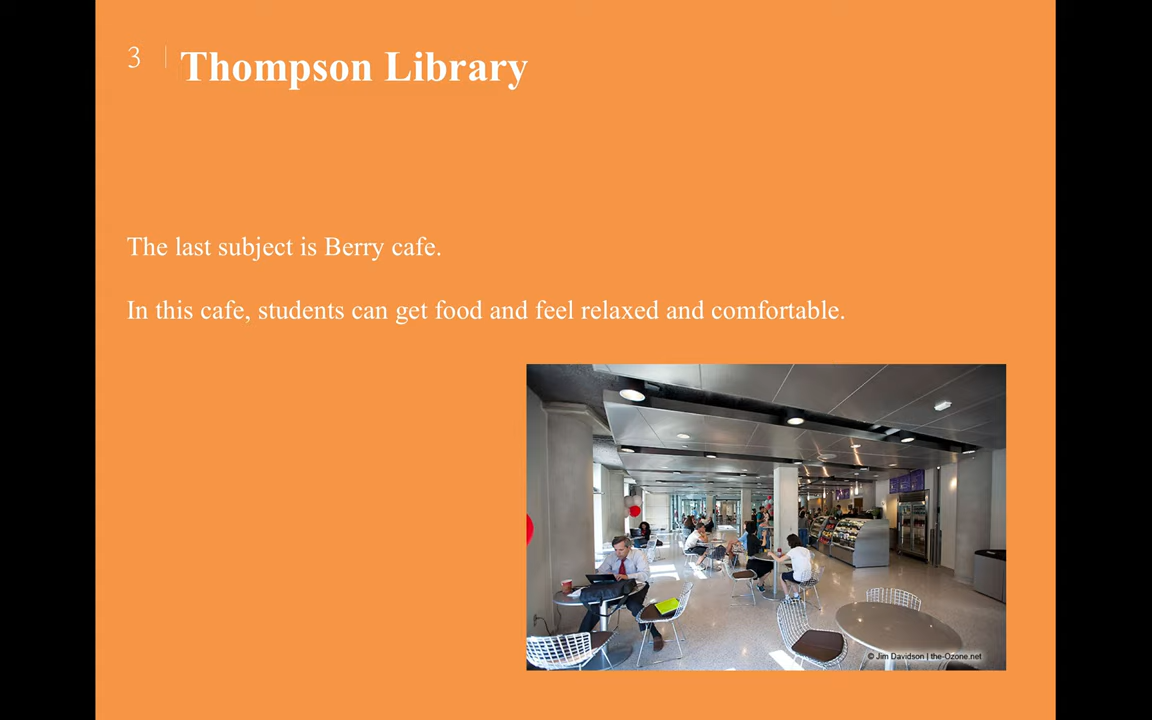 3
Thompson Library
The last subject is Berry cafe.
In this cafe, students can get food and feel relaxed and comfortable.
© Jim Davidson | the-Ozone.net